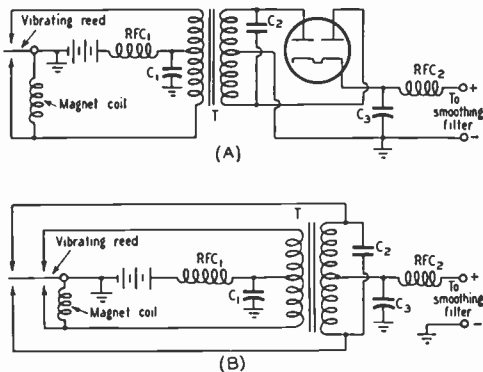 Vibrating reed
RFC1
C2
C1
Magnet coil
T
RFC2
+
To
smoothing
filter
-
C3
(A)
T
Vibrating reed
RFC1
C2
RFC2
+
To
smoothing
filter
-
C1
C3
Magnet coil
(B)